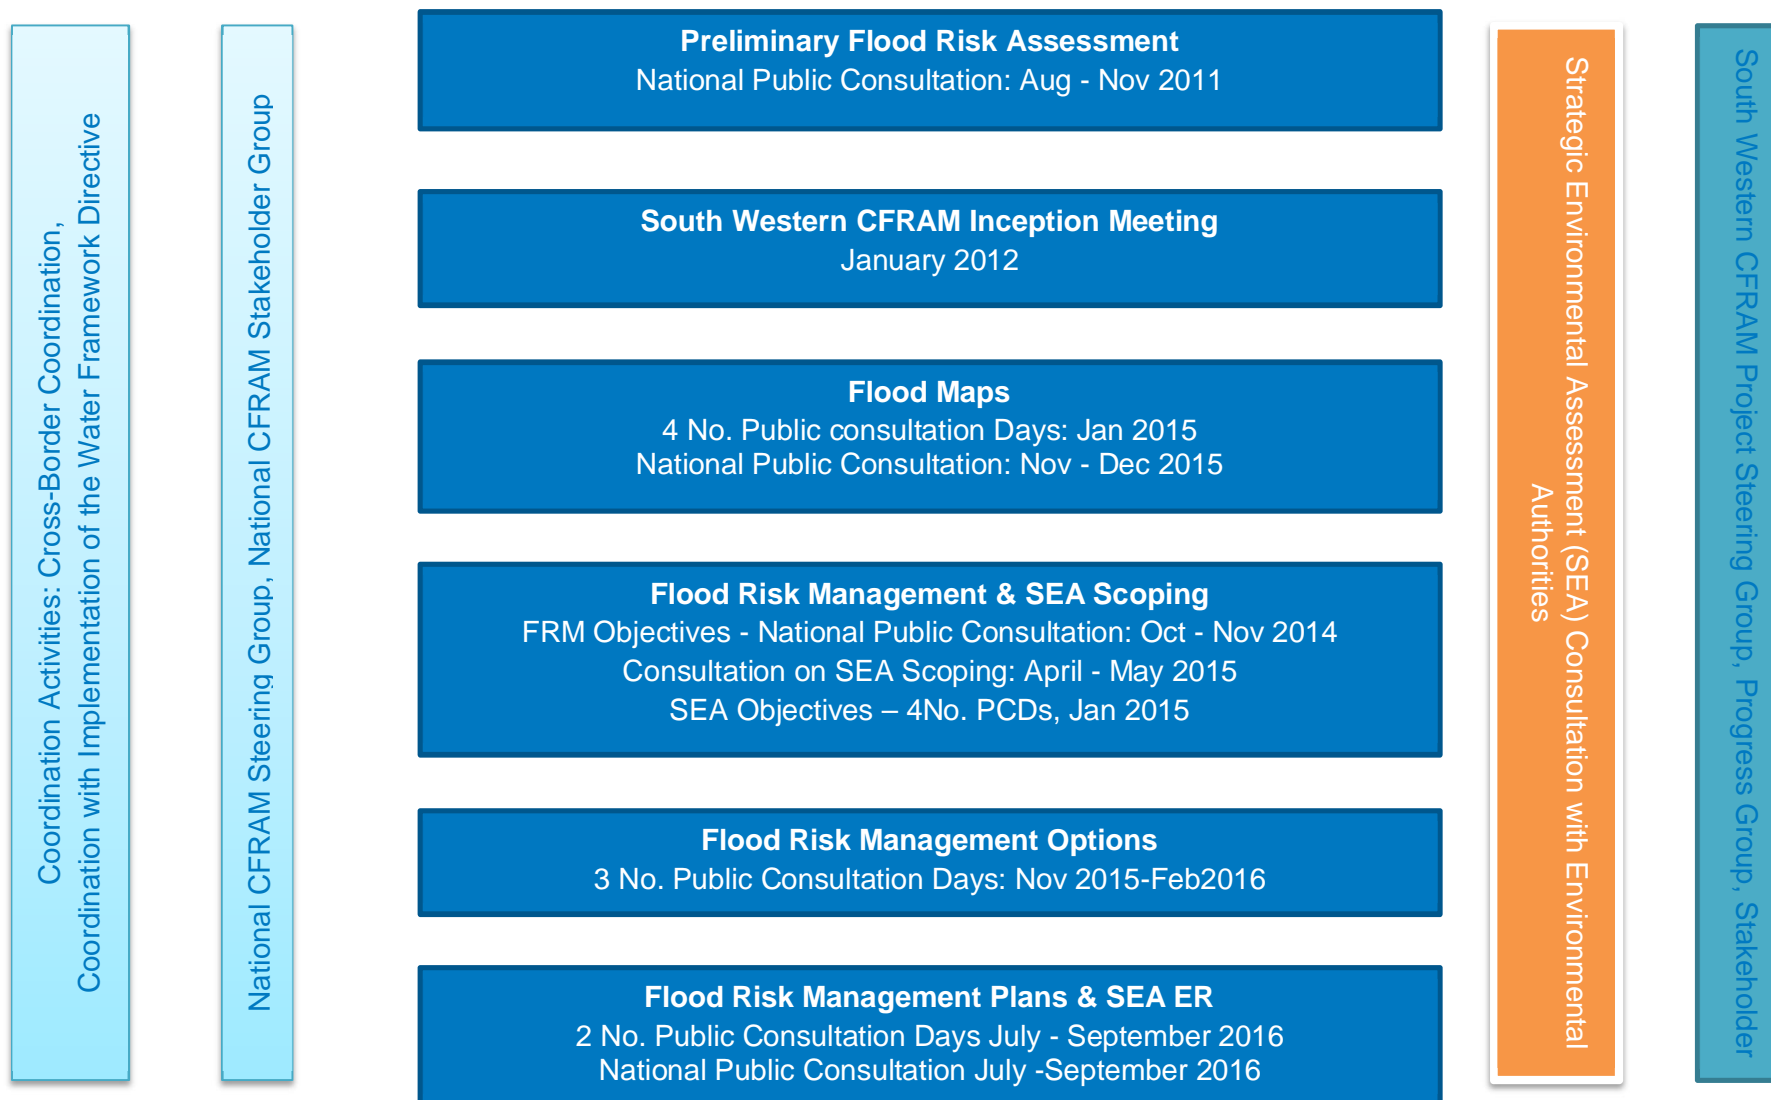 Coordination Activities: Cross-Border Coordination,
Coordination with Implementation of the Water Framework Directive
National CFRAM Steering Group, National CFRAM Stakeholder Group
Preliminary Flood Risk Assessment
National Public Consultation: Aug - Nov 2011
South Western CFRAM Inception Meeting
January 2012
Flood Maps
4 No. Public consultation Days: Jan 2015
National Public Consultation: Nov - Dec 2015
Flood Risk Management & SEA Scoping
FRM Objectives - National Public Consultation: Oct - Nov 2014
Consultation on SEA Scoping: April - May 2015
SEA Objectives – 4No. PCDs, Jan 2015
Flood Risk Management Options
3 No. Public Consultation Days: Nov 2015-Feb2016
Flood Risk Management Plans & SEA ER
2 No. Public Consultation Days July - September 2016
National Public Consultation July -September 2016
Strategic Environmental Assessment (SEA) Consultation with Environmental
Authorities
South Western CFRAM Project Steering Group, Progress Group, Stakeholder